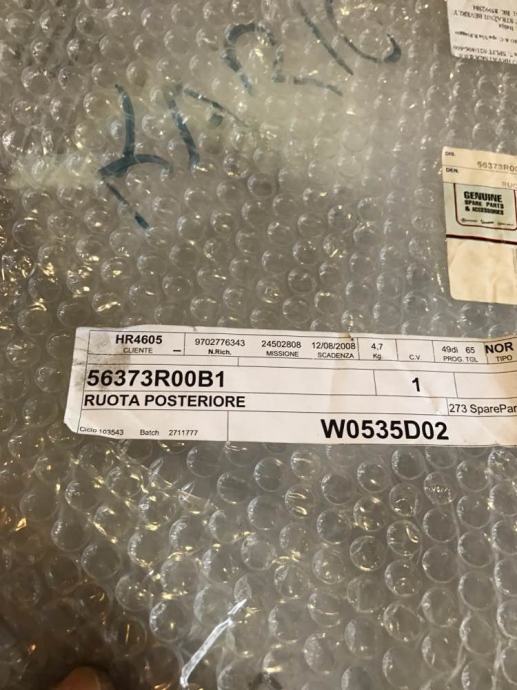 MARIO
56373R0
GENUINE
SPARE PARTS
& ACCESSORIES
HR4605 9702776343 24502808 12/08/2008 4,7 49di 65 NOR
CLIENTE N.Rich. MISSIONE SCADENZA Kg. C.V. PROG. TGL. TIPO
56373R00B1 1
RUOTA POSTERIORE
273 SparePar
Ciclo 103543 Batch 2711777 W0535D02